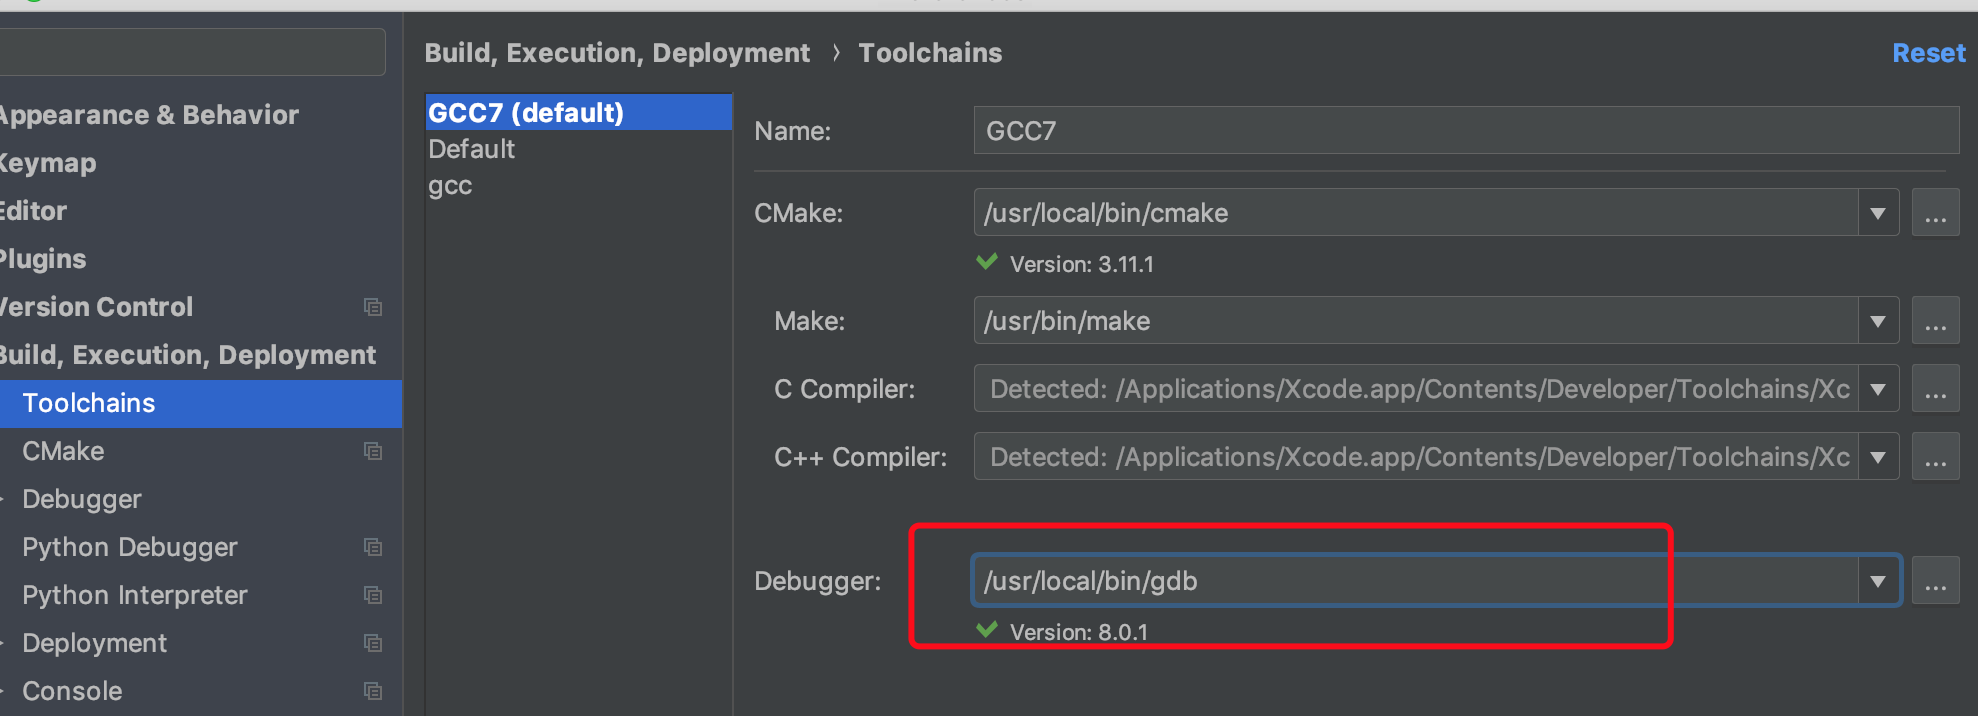 Build, Execution, Deployment › Toolchains
Reset
Appearance & Behavior
Keymap
Editor
Plugins
Version Control
Build, Execution, Deployment
Toolchains
CMake
Debugger
Python Debugger
Python Interpreter
Deployment
Console
GCC7 (default)
Default
gcc
Name: GCC7
CMake: /usr/local/bin/cmake ...
Version: 3.11.1
Make: /usr/bin/make ...
C Compiler: Detected: /Applications/Xcode.app/Contents/Developer/Toolchains/Xc ...
C++ Compiler: Detected: /Applications/Xcode.app/Contents/Developer/Toolchains/Xc ...
Debugger: /usr/local/bin/gdb ...
Version: 8.0.1